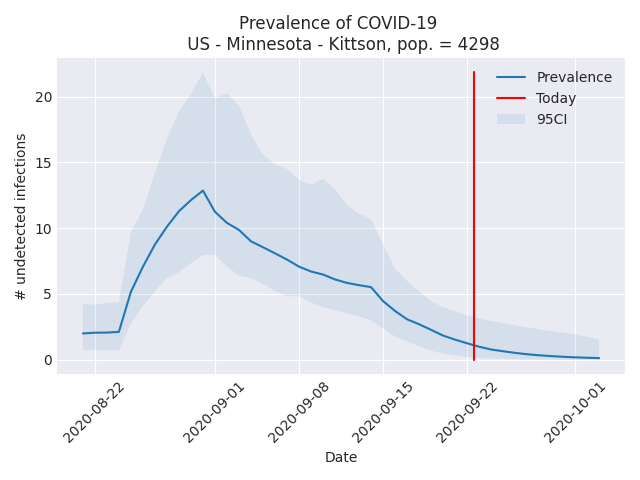 Prevalence of COVID-19
US - Minnesota - Kittson, pop. = 4298
Prevalence
Today
95CI
# undetected infections
20
15
10
5
0
2020-08-22
2020-09-01
2020-09-08
2020-09-15
2020-09-22
2020-10-01
Date